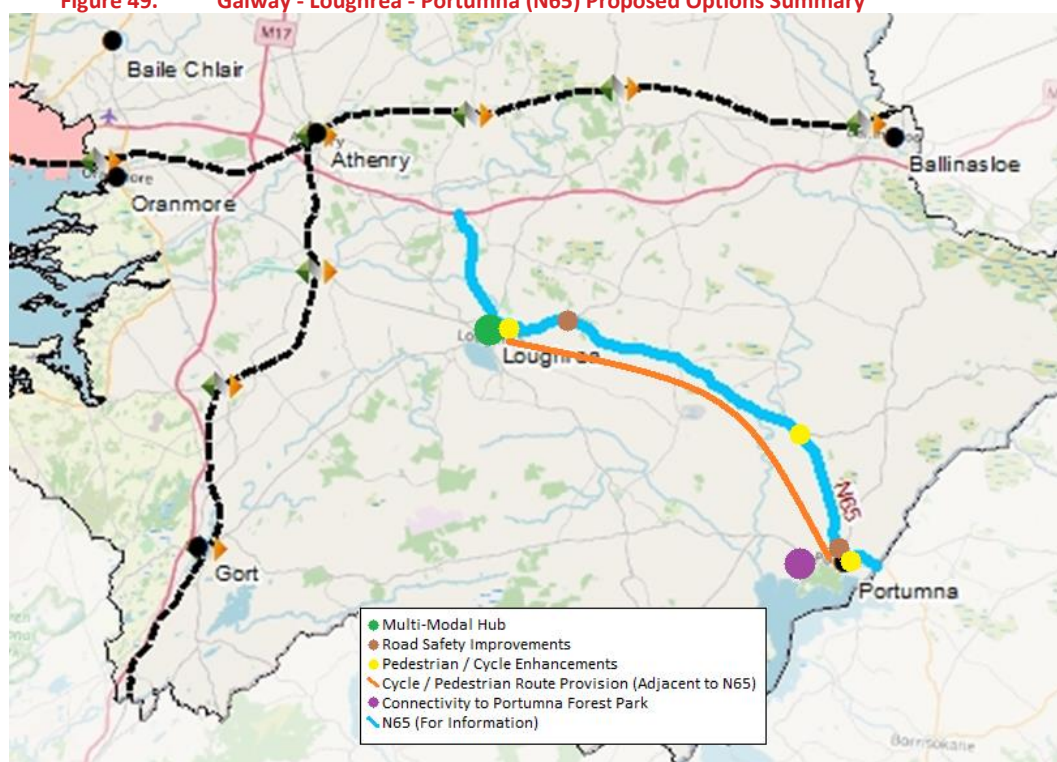 Figure 49. Galway - Loughrea - Portumna (N65) Proposed Options Summary
M17
Baile Chlair
Athenry
Ballinasloe
Oranmore
Loughrea
N65
Gort
Portumna
Multi-Modal Hub
Road Safety Improvements
Pedestrian / Cycle Enhancements
Cycle / Pedestrian Route Provision (Adjacent to N65)
Connectivity to Portumna Forest Park
N65 (For Information)
Borrisokane